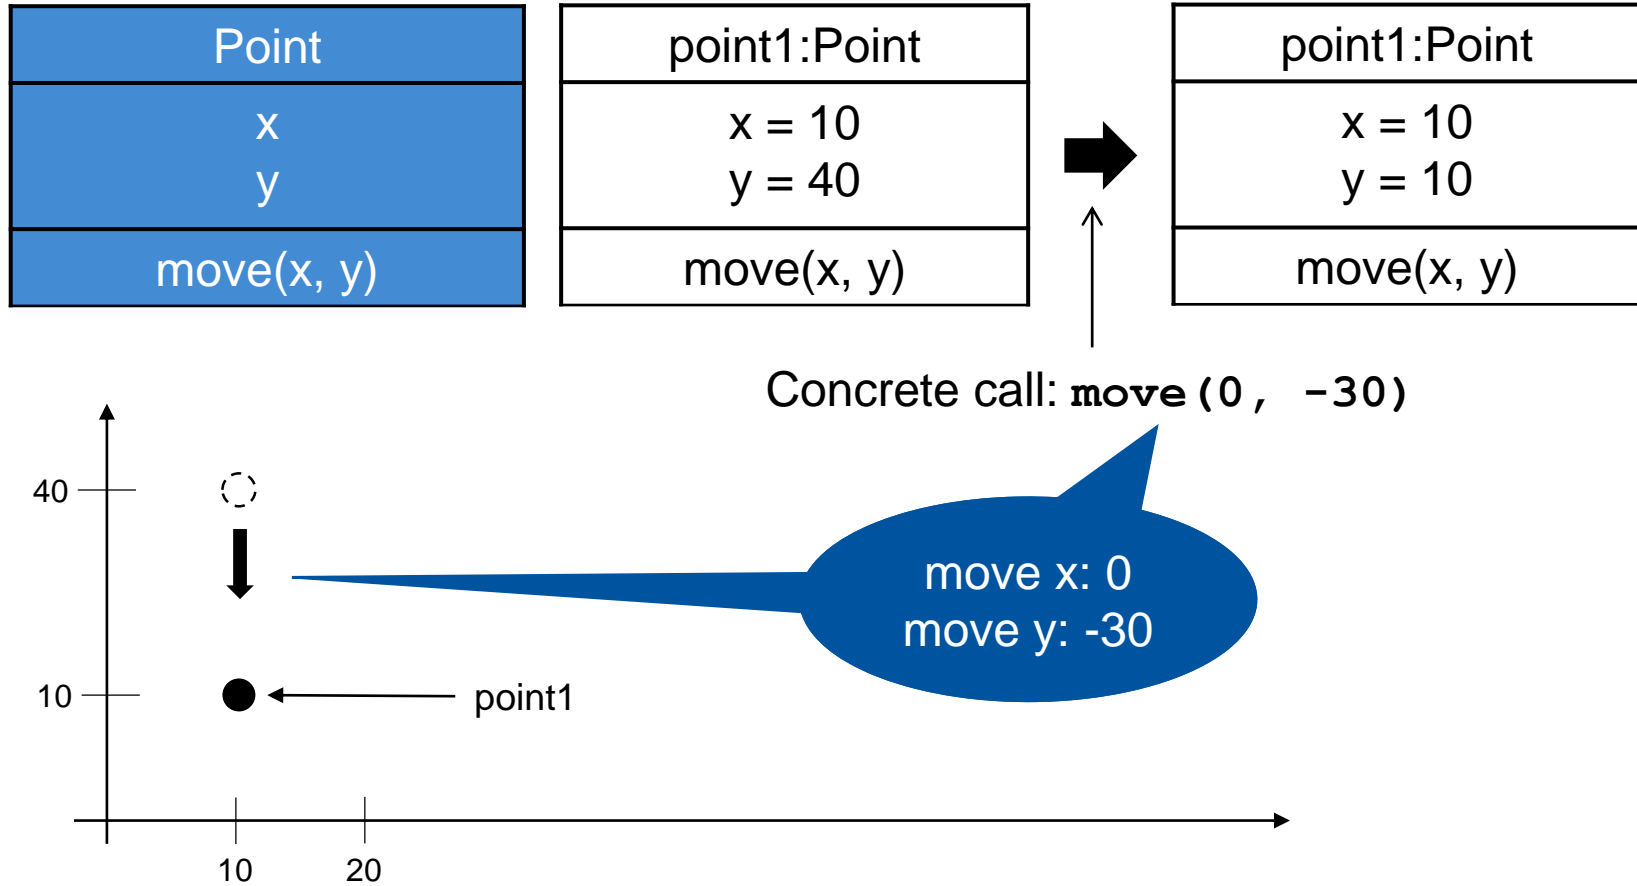 Point
x
y
move(x, y)
point1:Point
x = 10
y = 40
move(x, y)
point1:Point
x = 10
y = 10
move(x, y)
Concrete call: move(0, -30)
move x: 0
move y: -30
40
10
point1
10
20